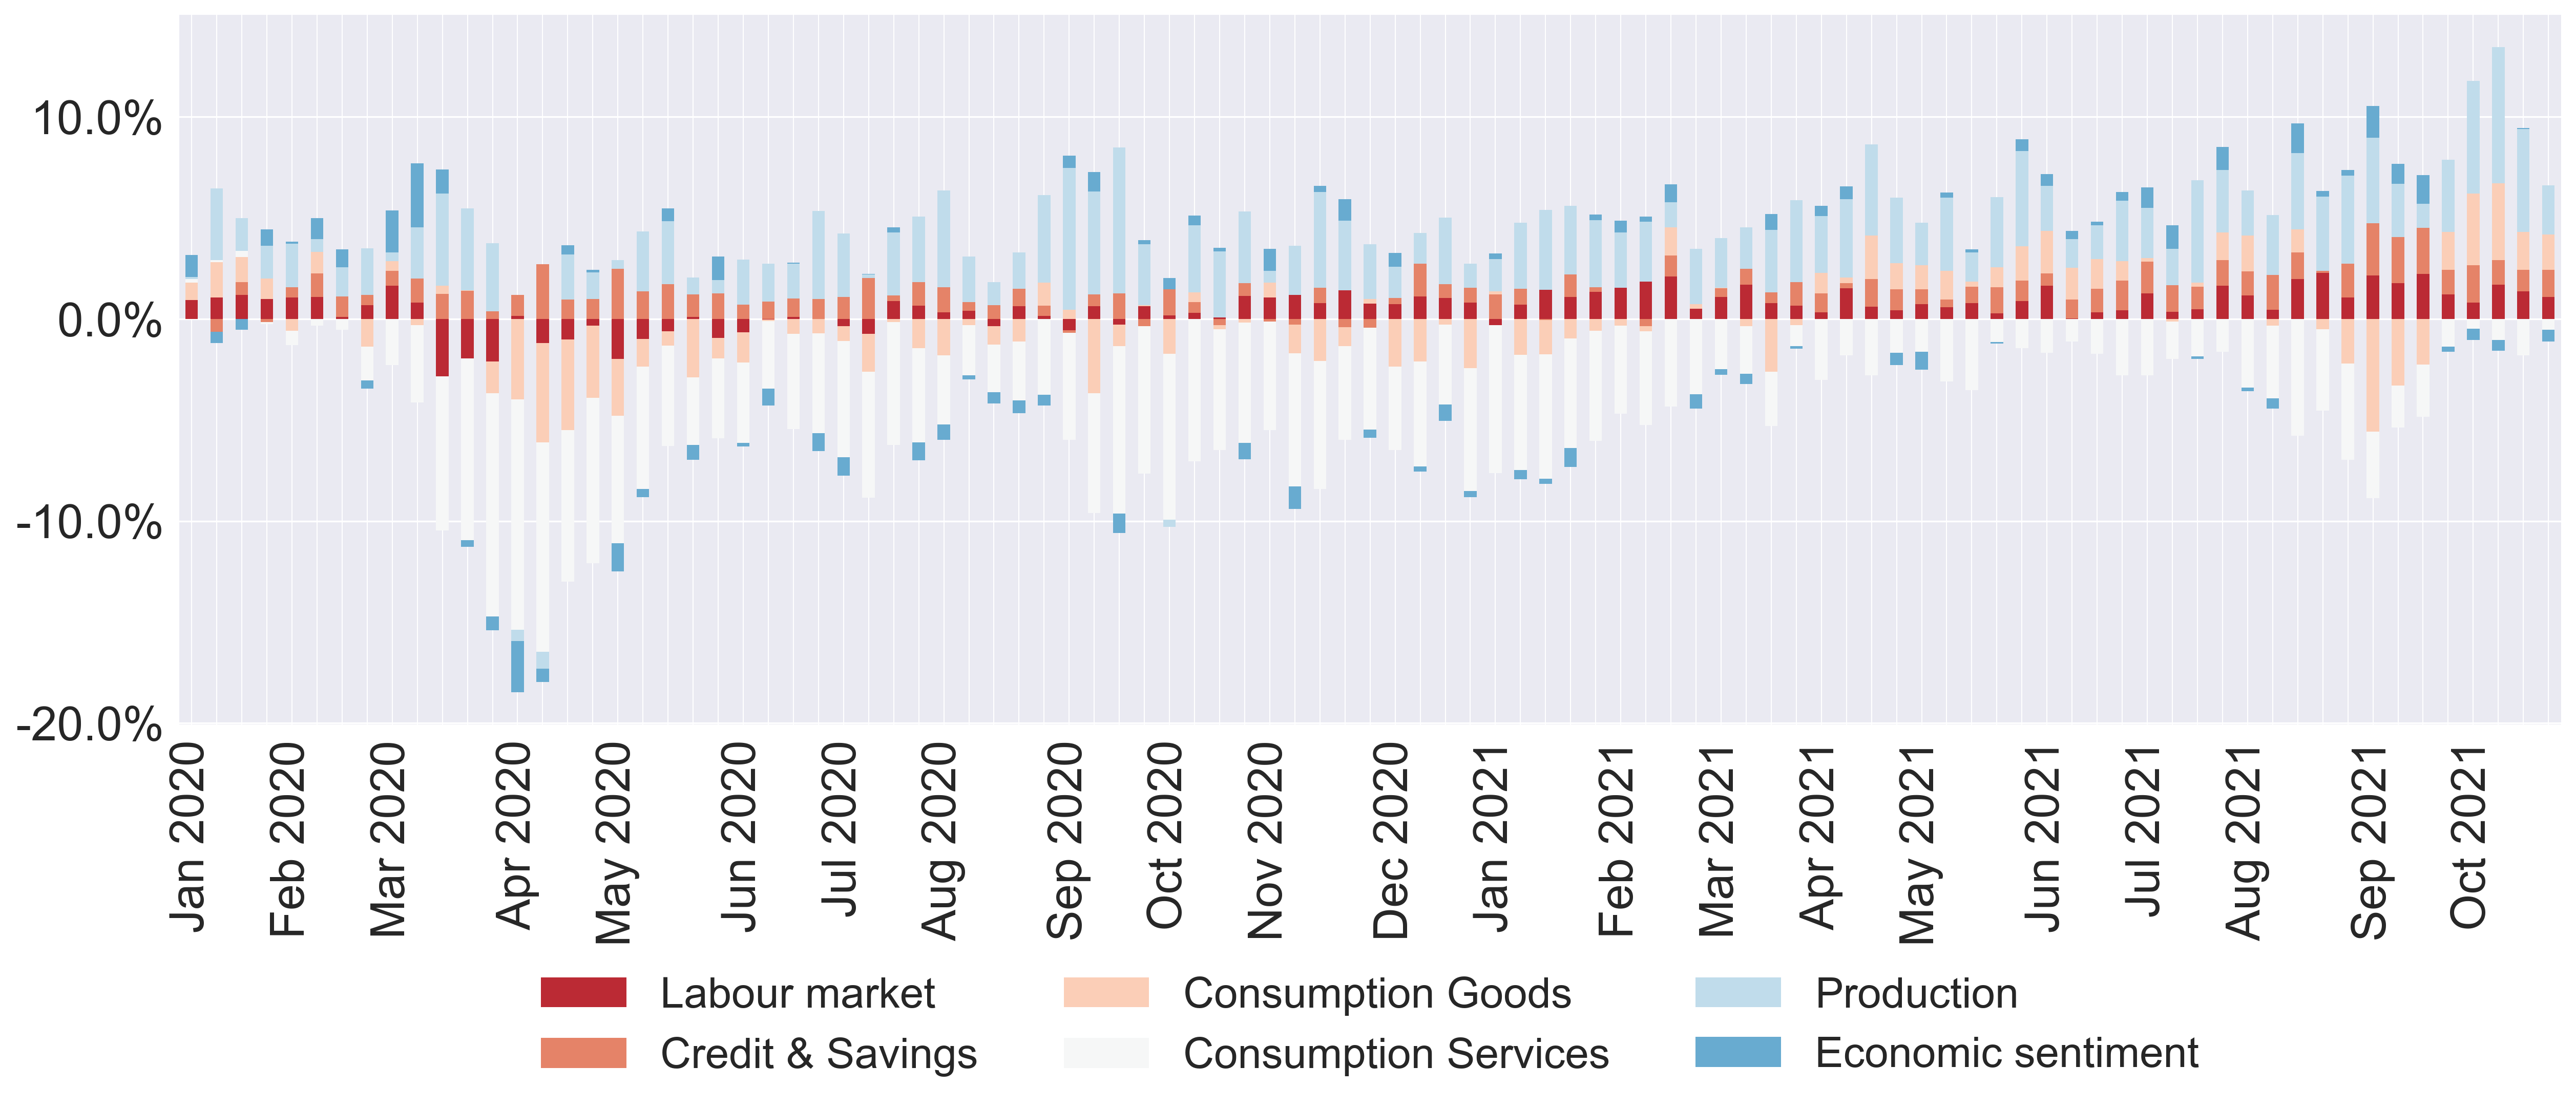 10.0%
0.0%
-10.0%
-20.0%
Jan 2020
Feb 2020
Mar 2020
Apr 2020
May 2020
Jun 2020
Jul 2020
Aug 2020
Sep 2020
Oct 2020
Nov 2020
Dec 2020
Jan 2021
Feb 2021
Mar 2021
Apr 2021
May 2021
Jun 2021
Jul 2021
Aug 2021
Sep 2021
Oct 2021
Labour market
Credit & Savings
Consumption Goods
Consumption Services
Production
Economic sentiment